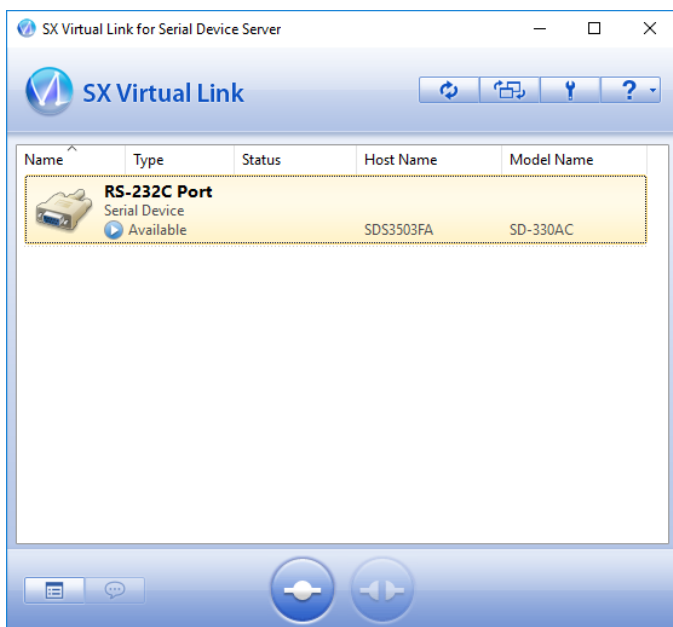 SX Virtual Link for Serial Device Server
SX Virtual Link
?
Name Type Status Host Name Model Name
RS-232C Port
Serial Device
Available SDS3503FA SD-330AC